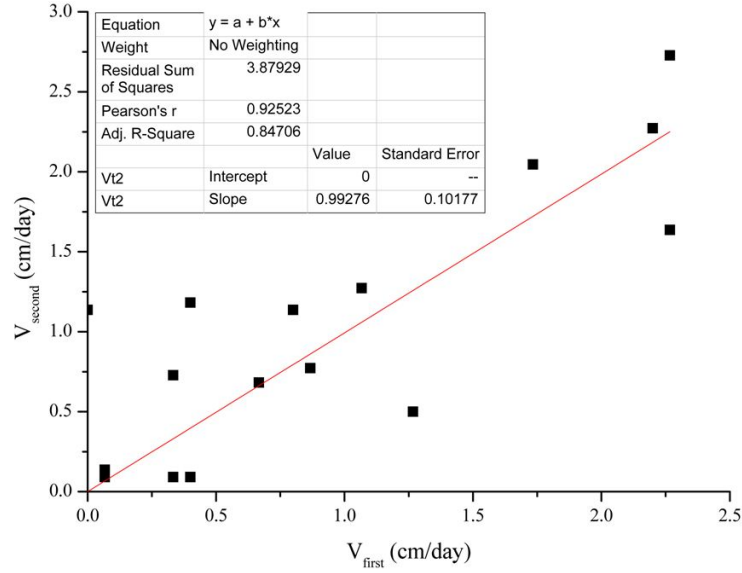 3.0
2.5
2.0
1.5
1.0
0.5
0.0
V second (cm/day)
Equation y = a + b*x
Weight No Weighting
Residual Sum of Squares 3.87929
Pearson's r 0.92523
Adj. R-Square 0.84706
Value Standard Error
Vt2 Intercept 0 --
Vt2 Slope 0.99276 0.10177
0.0 0.5 1.0 1.5 2.0 2.5
V first (cm/day)